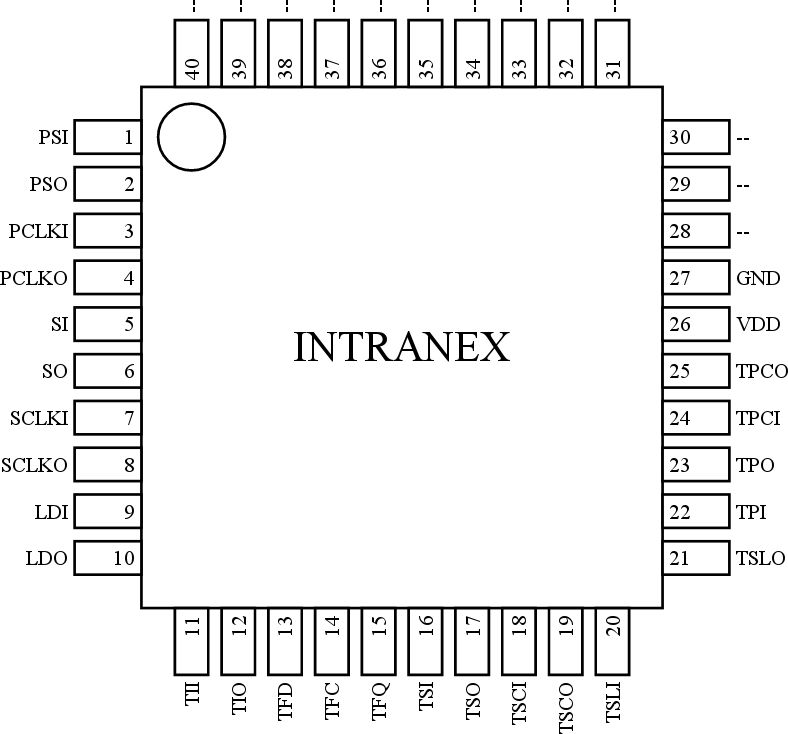 -- -- -- -- -- -- -- -- -- --
40 39 38 37 36 35 34 33 32 31
PSI 1 30 --
PSO 2 29 --
PCLKI 3 28 --
PCLKO 4 27 GND
SI 5 26 VDD
INTRANEX
SO 6 25 TPCO
SCLKI 7 24 TPCI
SCLKO 8 23 TPO
LDI 9 22 TPI
LDO 10 21 TSLO
11 12 13 14 15 16 17 18 19 20
TII TIO TFD TFC TFQ TSI TSO TSCI TSCO TSLI